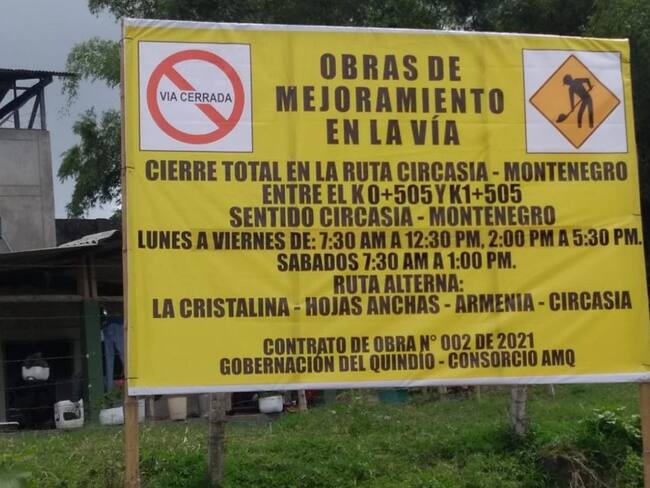 VIA CERRADA
OBRAS DE
MEJORAMIENTO
EN LA VÍA
CIERRE TOTAL EN LA RUTA CIRCASIA - MONTENEGRO
ENTRE EL K 0+505 Y K1+505
SENTIDO CIRCASIA - MONTENEGRO
LUNES A VIERNES DE: 7:30 AM A 12:30 PM, 2:00 PM A 5:30 PM.
SABADOS 7:30 AM A 1:00 PM.
RUTA ALTERNA:
LA CRISTALINA - HOJAS ANCHAS - ARMENIA - CIRCASIA
CONTRATO DE OBRA N° 002 DE 2021
GOBERNACIÓN DEL QUINDÍO - CONSORCIO AMQ